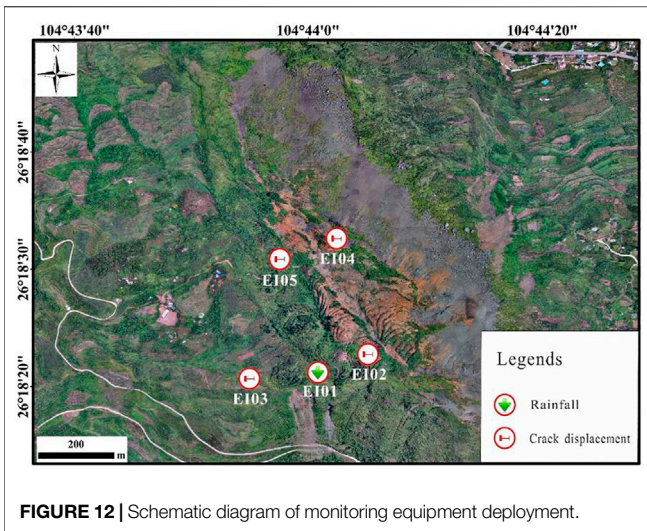 104°43′40″ 104°44′0″ 104°44′20″
N
26°18′40″
26°18′30″
26°18′20″
EI04
EI05
EI02
EI01
EI03
Legends
Rainfall
Crack displacement
200
m
FIGURE 12 | Schematic diagram of monitoring equipment deployment.